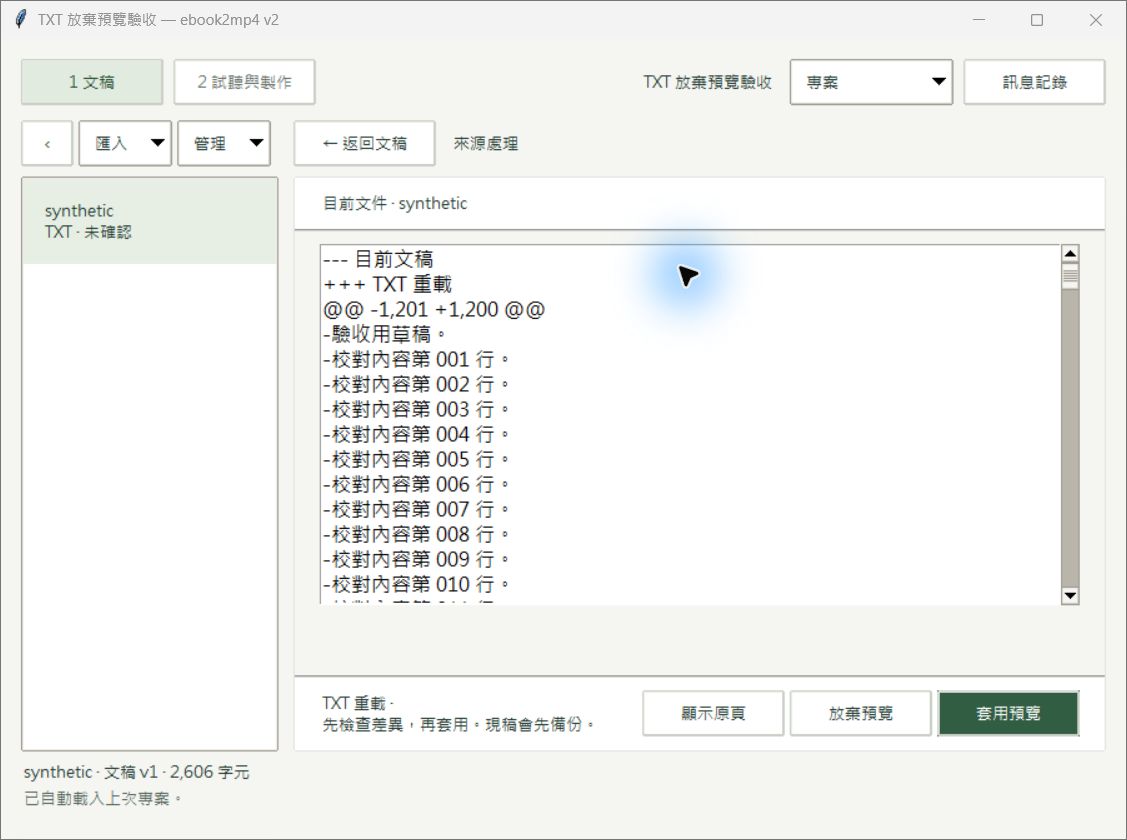 TXT 放棄預覽驗收 — ebook2mp4 v2
1 文稿
2 試聽與製作
TXT 放棄預覽驗收
專案
訊息記錄
‹
匯入
管理
← 返回文稿
來源處理
synthetic
TXT · 未確認
目前文件 · synthetic
--- 目前文稿
+++ TXT 重載
@@ -1,201 +1,200 @@
-驗收用草稿。
-校對內容第 001 行。
-校對內容第 002 行。
-校對內容第 003 行。
-校對內容第 004 行。
-校對內容第 005 行。
-校對內容第 006 行。
-校對內容第 007 行。
-校對內容第 008 行。
-校對內容第 009 行。
-校對內容第 010 行。
TXT 重載 ·
先檢查差異，再套用。現稿會先備份。
顯示原頁
放棄預覽
套用預覽
synthetic · 文稿 v1 · 2,606 字元
已自動載入上次專案。